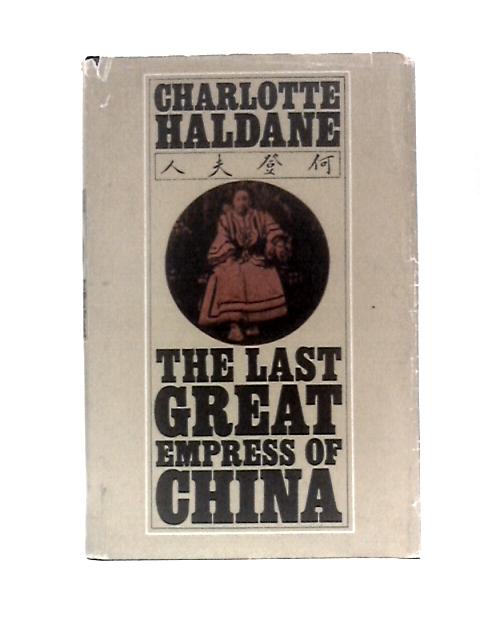 CHARLOTTE
HALDANE
人夫登何
THE LAST
GREAT
EMPRESS OF
CHINA